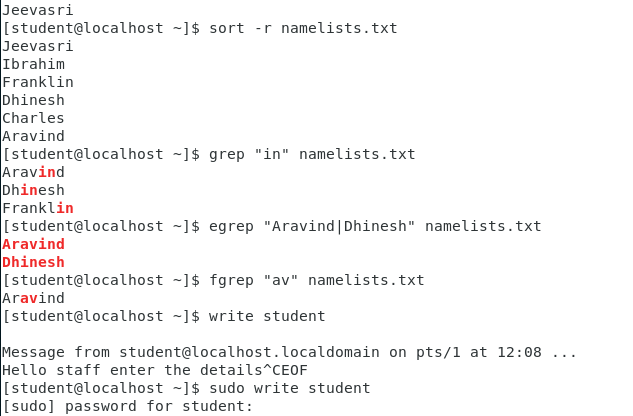 Jeevasri
[student@localhost ~]$ sort -r namelists.txt
Jeevasri
Ibrahim
Franklin
Dhinesh
Charles
Aravind
[student@localhost ~]$ grep "in" namelists.txt
Aravind
Dhinesh
Franklin
[student@localhost ~]$ egrep "Aravind|Dhinesh" namelists.txt
Aravind
Dhinesh
[student@localhost ~]$ fgrep "av" namelists.txt
Aravind
[student@localhost ~]$ write student
Message from student@localhost.localdomain on pts/1 at 12:08 ...
Hello staff enter the details^CEOF
[student@localhost ~]$ sudo write student
[sudo] password for student: